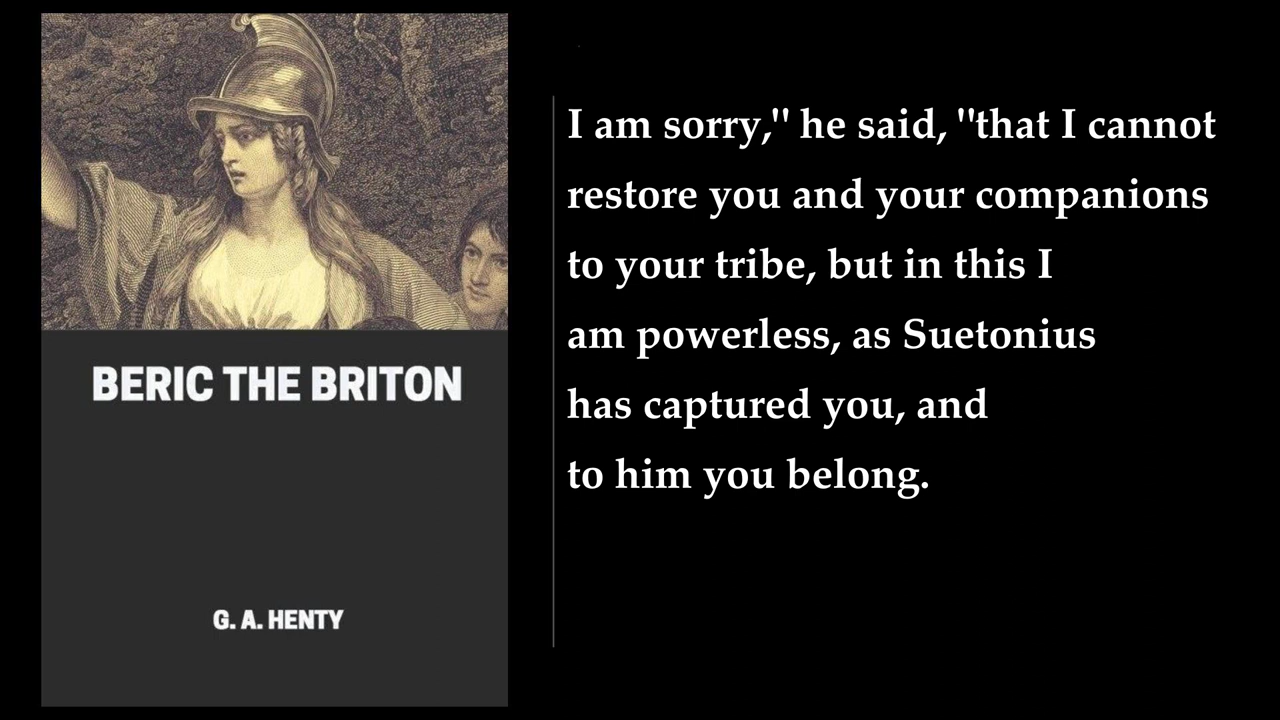 BERIC THE BRITON
G. A. HENTY
I am sorry," he said, "that I cannot
restore you and your companions
to your tribe, but in this I
am powerless, as Suetonius
has captured you, and
to him you belong.